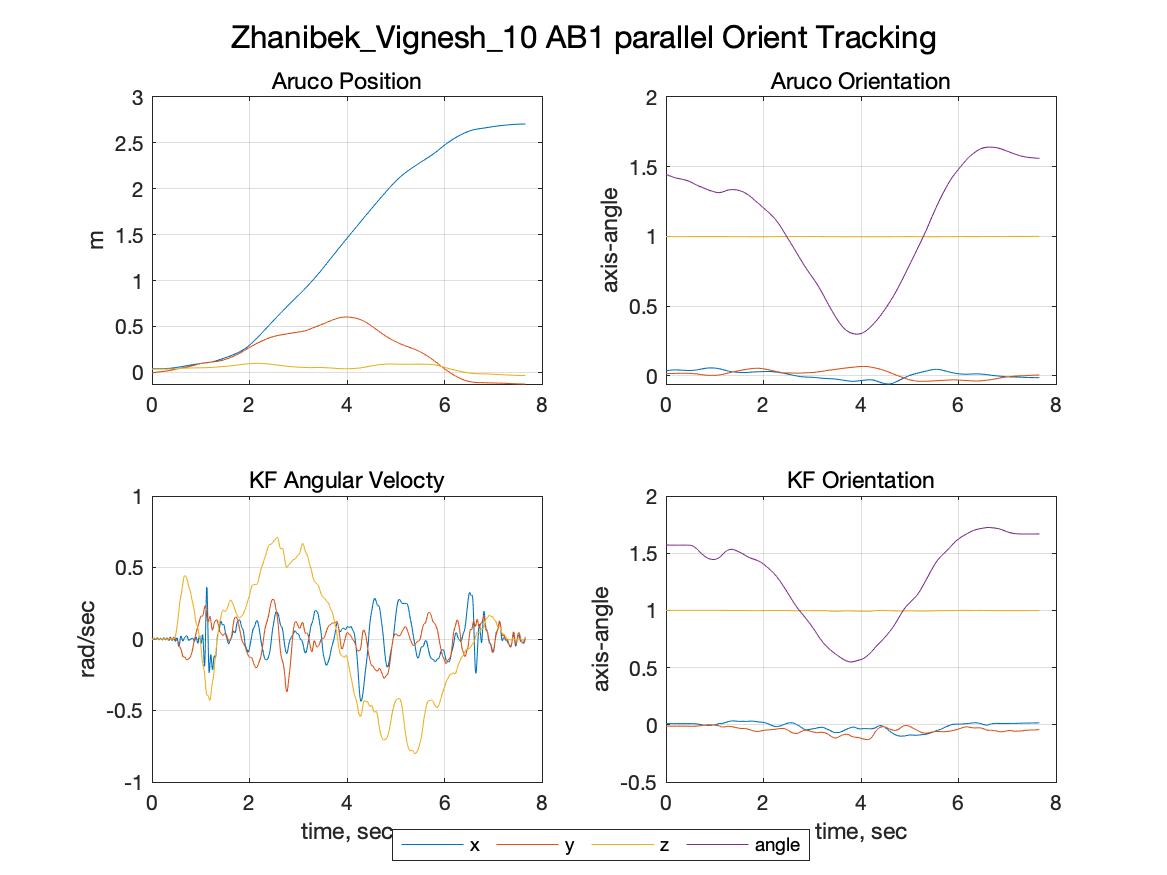 Zhanibek_Vignesh_10 AB1 parallel Orient Tracking
Aruco Position
3
2.5
2
1.5
1
0.5
0
m
0 2 4 6 8
Aruco Orientation
2
1.5
1
0.5
0
axis-angle
0 2 4 6 8
KF Angular Velocty
1
0.5
0
-0.5
-1
rad/sec
0 2 4 6 8
time, sec
KF Orientation
2
1.5
1
0.5
0
-0.5
axis-angle
0 2 4 6 8
time, sec
x y z angle